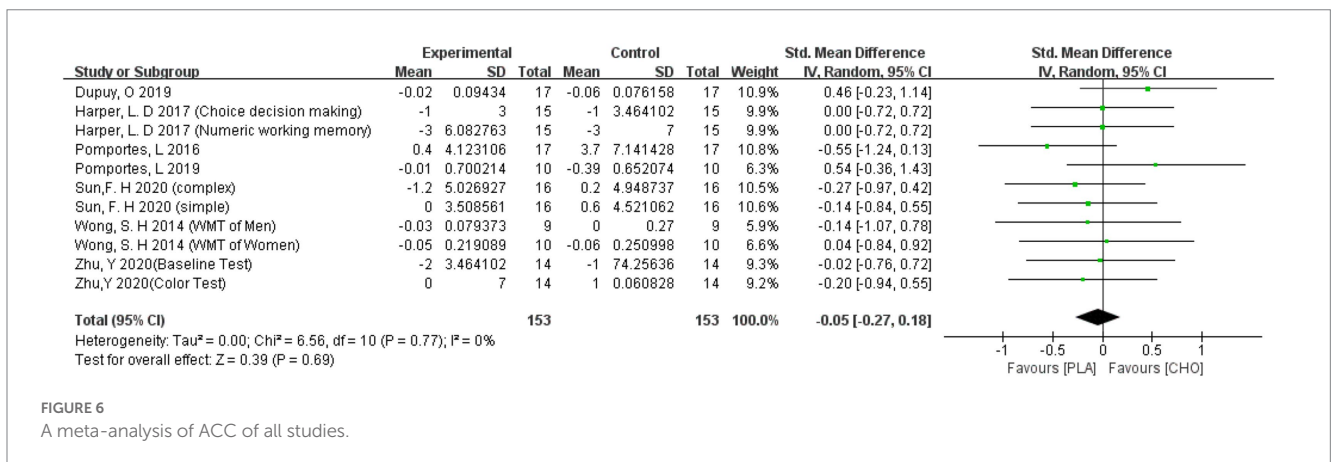 Experimental Control Std. Mean Difference Std. Mean Difference
Study or Subgroup Mean SD Total Mean SD Total Weight IV, Random, 95% CI IV, Random, 95% CI
Dupuy, O 2019 -0.02 0.09434 17 -0.06 0.076158 17 10.9% 0.46 [-0.23, 1.14]
Harper, L. D 2017 (Choice decision making) -1 3 15 -1 3.464102 15 9.9% 0.00 [-0.72, 0.72]
Harper, L. D 2017 (Numeric working memory) -3 6.082763 15 -3 7 15 9.9% 0.00 [-0.72, 0.72]
Pomportes, L 2016 0.4 4.123106 17 3.7 7.141428 17 10.8% -0.55 [-1.24, 0.13]
Pomportes, L 2019 -0.01 0.700214 10 -0.39 0.652074 10 6.3% 0.54 [-0.36, 1.43]
Sun,F. H 2020 (complex) -1.2 5.026927 16 0.2 4.948737 16 10.5% -0.27 [-0.97, 0.42]
Sun, F. H 2020 (simple) 0 3.508561 16 0.6 4.521062 16 10.6% -0.14 [-0.84, 0.55]
Wong, S. H 2014 (WMT of Men) -0.03 0.079373 9 0 0.27 9 5.9% -0.14 [-1.07, 0.78]
Wong, S. H 2014 (WMT of Women) -0.05 0.219089 10 -0.06 0.250998 10 6.6% 0.04 [-0.84, 0.92]
Zhu, Y 2020(Baseline Test) -2 3.464102 14 -1 74.25636 14 9.3% -0.02 [-0.76, 0.72]
Zhu,Y 2020(Color Test) 0 7 14 1 0.060828 14 9.2% -0.20 [-0.94, 0.55]
Total (95% CI) 153 153 100.0% -0.05 [-0.27, 0.18]
Heterogeneity: Tau² = 0.00; Chi² = 6.56, df = 10 (P = 0.77); I² = 0%
Test for overall effect: Z = 0.39 (P = 0.69)
-1 -0.5 0 0.5 1
Favours [PLA] Favours [CHO]
FIGURE 6
A meta-analysis of ACC of all studies.